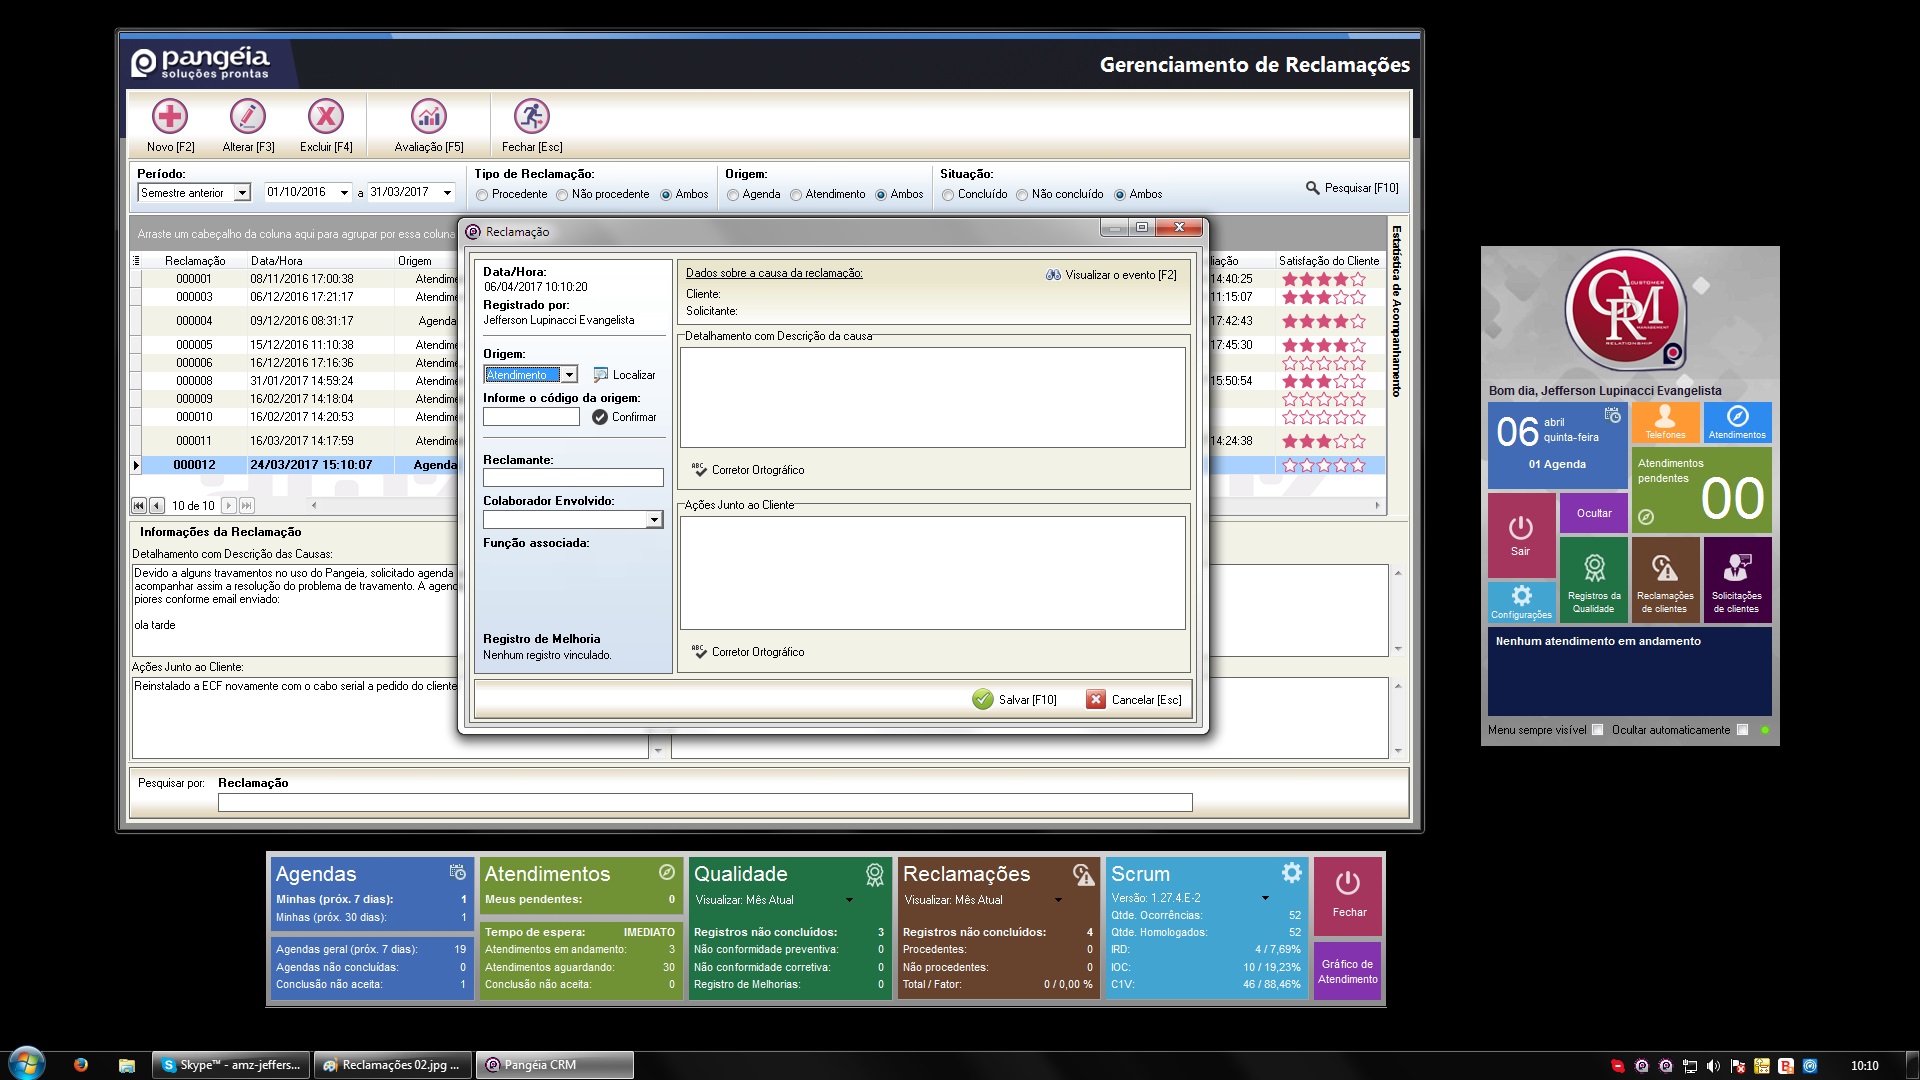 pangéia
soluções prontas
Gerenciamento de Reclamações
Novo [F2]
Alterar [F3]
Excluir [F4]
Avaliação [F5]
Fechar [Esc]
Período:
Semestre anterior
01/10/2016
a
31/03/2017
Tipo de Reclamação:
Procedente
Não procedente
Ambos
Origem:
Agenda
Atendimento
Ambos
Situação:
Concluído
Não concluído
Ambos
Pesquisar [F10]
Arraste um cabeçalho da coluna aqui para agrupar por essa coluna
Reclamação Data/Hora Origem liação Satisfação do Cliente
000001 08/11/2016 17:00:38 Atendime 14:40:25
000003 06/12/2016 17:21:17 Atendime 11:15:07
000004 09/12/2016 08:31:17 Agenda 17:42:43
000005 15/12/2016 11:10:38 Atendime 17:45:30
000006 16/12/2016 17:16:36 Atendime
000008 31/01/2017 14:59:24 Atendime 15:50:54
000009 16/02/2017 14:18:04 Atendime
000010 16/02/2017 14:20:53 Atendime
000011 16/03/2017 14:17:59 Atendime 14:24:38
000012 24/03/2017 15:10:07 Agenda
10 de 10
Estatística de Acompanhamento
Informações da Reclamação
Detalhamento com Descrição das Causas:
Devido a alguns travamentos no uso do Pangeia, solicitado agenda
acompanhar assim a resolução do problema de travamento. A agen
piores conforme email enviado:
ola tarde
Ações Junto ao Cliente:
Reinstalado a ECF novamente com o cabo serial a pedido do cliente
Pesquisar por: Reclamação
Reclamação
Data/Hora:
06/04/2017 10:10:20
Registrado por:
Jefferson Lupinacci Evangelista
Origem:
Atendimento
Localizar
Informe o código da origem:
Confirmar
Reclamante:
Colaborador Envolvido:
Função associada:
Registro de Melhoria
Nenhum registro vinculado.
Dados sobre a causa da reclamação:
Visualizar o evento [F2]
Cliente:
Solicitante:
Detalhamento com Descrição da causa
ABC
Corretor Ortográfico
Ações Junto ao Cliente
ABC
Corretor Ortográfico
Salvar [F10]
Cancelar [Esc]
CUSTOMER
CRM
MANAGEMENT
RELATIONSHIP
Bom dia, Jefferson Lupinacci Evangelista
06
abril
quinta-feira
01 Agenda
Telefones
Atendimentos
Atendimentos
pendentes
00
Sair
Ocultar
Configurações
Registros da
Qualidade
Reclamações
de clientes
Solicitações
de clientes
Nenhum atendimento em andamento
Menu sempre visível
Ocultar automaticamente
Agendas
Minhas (próx. 7 dias): 1
Minhas (próx. 30 dias): 1
Agendas geral (próx. 7 dias): 19
Agendas não concluídas: 0
Conclusão não aceita: 1
Atendimentos
Meus pendentes: 0
Tempo de espera: IMEDIATO
Atendimentos em andamento: 3
Atendimentos aguardando: 30
Conclusão não aceita: 0
Qualidade
Visualizar: Mês Atual
Registros não concluídos: 3
Não conformidade preventiva: 0
Não conformidade corretiva: 0
Registro de Melhorias: 0
Reclamações
Visualizar: Mês Atual
Registros não concluídos: 4
Procedentes: 0
Não procedentes: 0
Total / Fator: 0 / 0,00 %
Scrum
Versão: 1.27.4.E-2
Qtde. Ocorrências: 52
Qtde. Homologados: 52
IRD: 4 / 7,69%
IOC: 10 / 19,23%
C1V: 46 / 88,46%
Fechar
Gráfico de
Atendimento
Skype™ - amz-jeffers...
Reclamações 02.jpg ...
Pangéia CRM
10:10